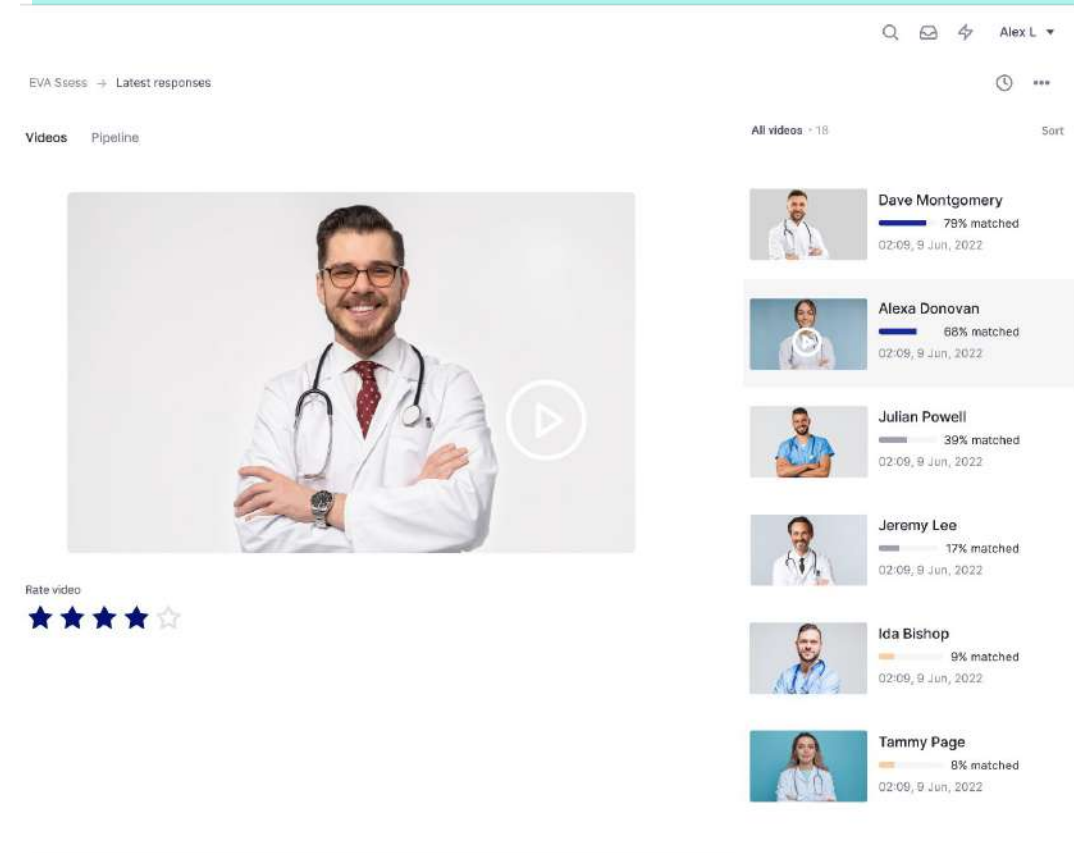 Alex L
EVA Ssess → Latest responses
Videos Pipeline
All videos • 18 Sort
Dave Montgomery
79% matched
02:09, 9 Jun, 2022
Alexa Donovan
68% matched
02:09, 9 Jun, 2022
Julian Powell
39% matched
02:09, 9 Jun, 2022
Jeremy Lee
17% matched
02:09, 9 Jun, 2022
Ida Bishop
9% matched
02:09, 9 Jun, 2022
Tammy Page
8% matched
02:09, 9 Jun, 2022
Rate video